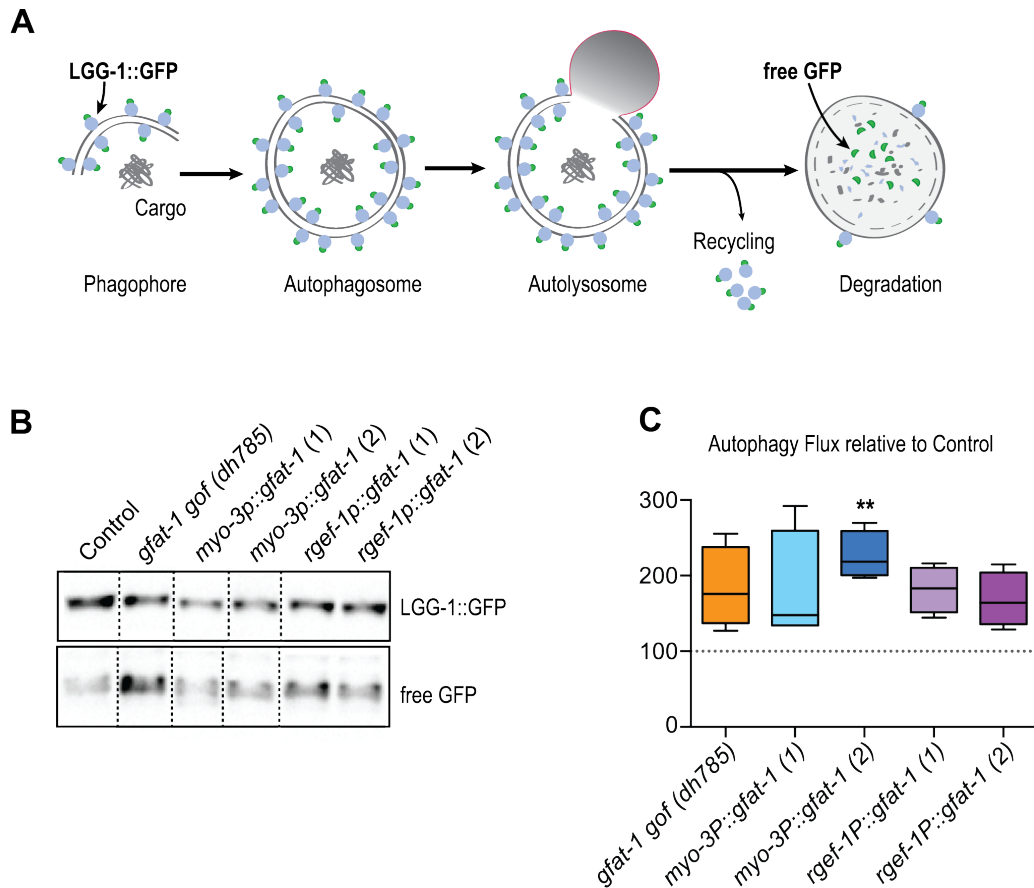 A
LGG-1::GFP
free GFP
Cargo
Recycling
Phagophore
Autophagosome
Autolysosome
Degradation
B
Control
gfat-1 gof (dh785)
myo-3p::gfat-1 (1)
myo-3p::gfat-1 (2)
rgef-1p::gfat-1 (1)
rgef-1p::gfat-1 (2)
LGG-1::GFP
free GFP
C
Autophagy Flux relative to Control
300
200
100
0
**
gfat-1 gof (dh785)
myo-3P::gfat-1 (1)
myo-3P::gfat-1 (2)
rgef-1P::gfat-1 (1)
rgef-1P::gfat-1 (2)